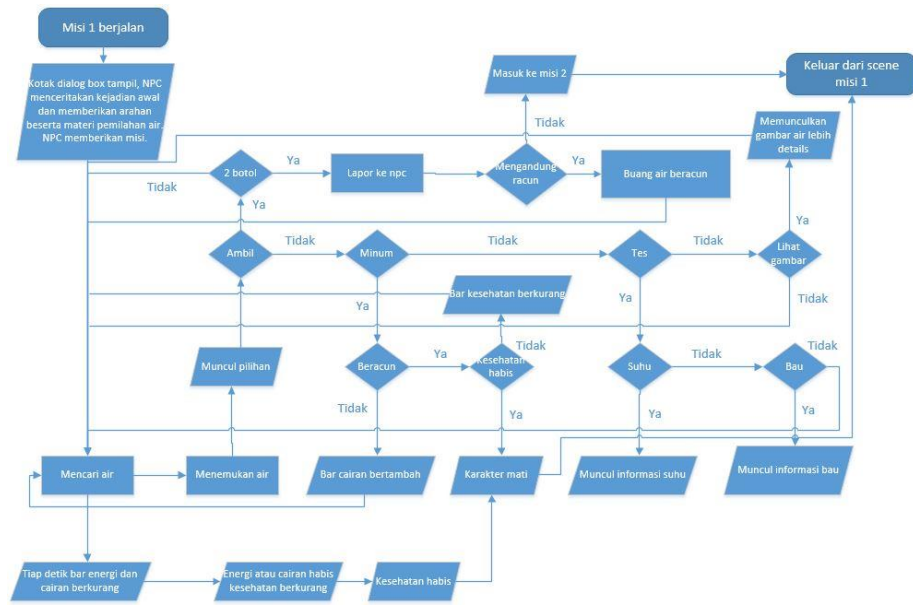 Misi 1 berjalan
Kotak dialog box tampil, NPC
menceritakan kejadian awal
dan memberikan arahan
beserta materi pemilahan air.
NPC memberikan misi.
Masuk ke misi 2
Keluar dari scene
misi 1
Tidak
Memunculkan
gambar air lebih
details
Tidak
2 botol
Ya
Lapor ke npc
Mengandung
racun
Ya
Buang air beracun
Ya
Ya
Ambil
Tidak
Minum
Tidak
Tes
Tidak
Lihat
gambar
Bar kesehatan berkurang
Ya
Ya
Tidak
Muncul pilihan
Beracun
Ya
Kesehatan
habis
Tidak
Suhu
Tidak
Bau
Tidak
Tidak
Ya
Ya
Ya
Mencari air
Menemukan air
Bar cairan bertambah
Karakter mati
Muncul informasi suhu
Muncul informasi bau
Tiap detik bar energi dan
cairan berkurang
Energi atau cairan habis
kesehatan berkurang
Kesehatan habis